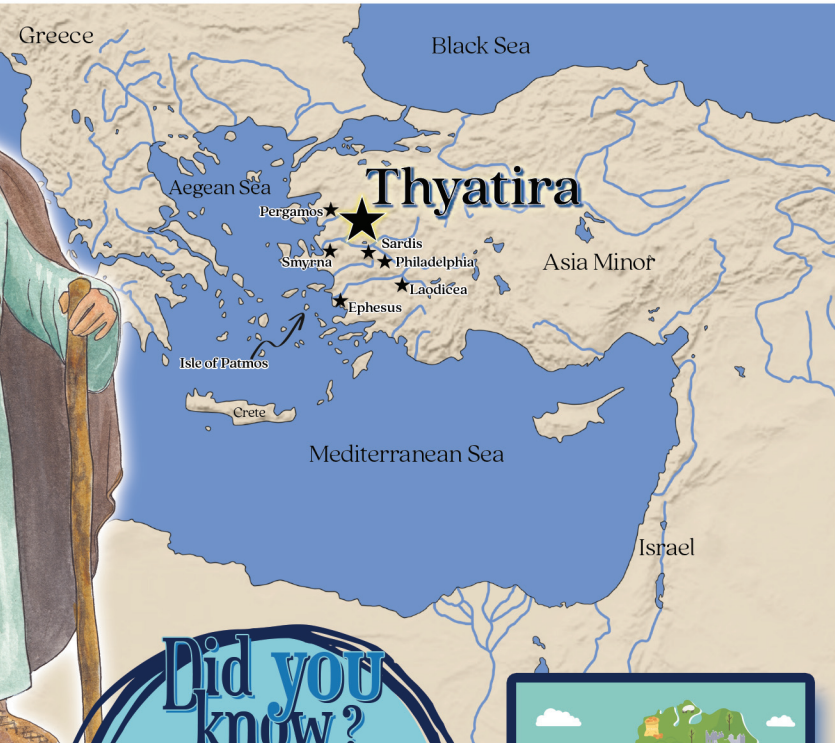 Greece
Black Sea
Thyatira
Aegean Sea
Pergamos
Sardis
Smyrna
Philadelphia
Asia Minor
Laodicea
Ephesus
Isle of Patmos
Crete
Mediterranean Sea
Israel
Did you
know?